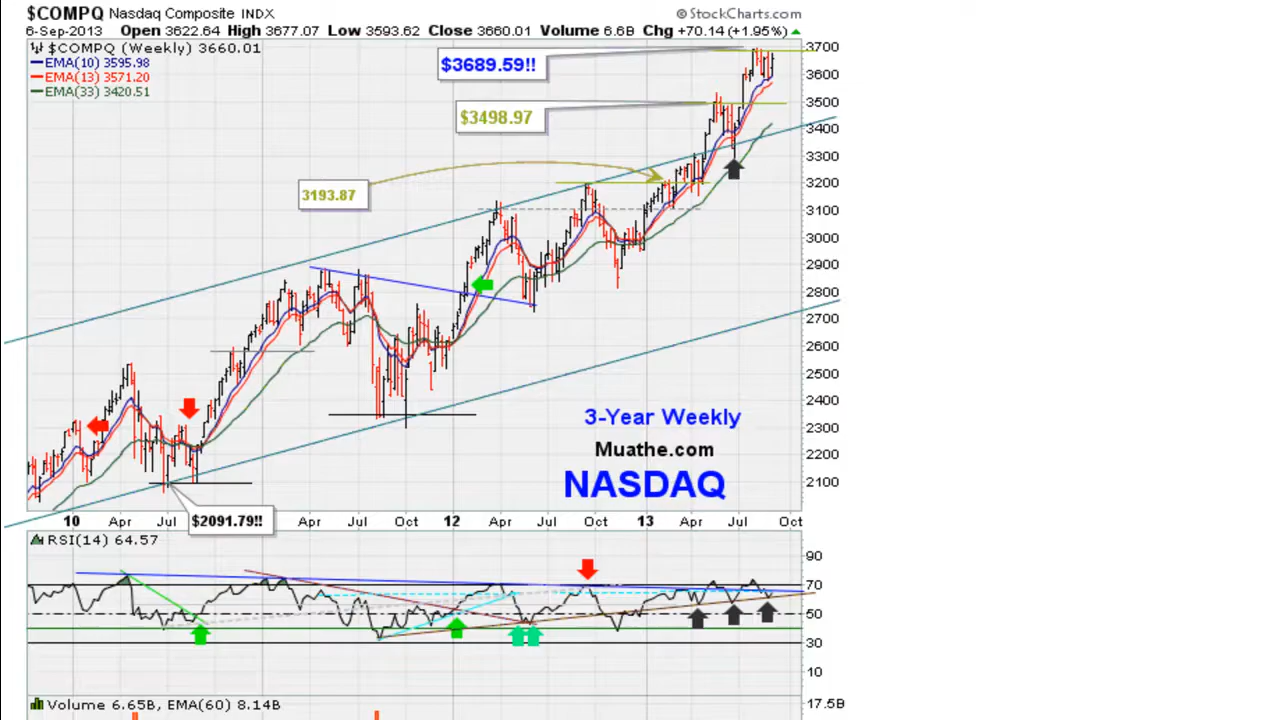 $COMPQ Nasdaq Composite INDX
© StockCharts.com
6-Sep-2013 Open 3622.64 High 3677.07 Low 3593.62 Close 3660.01 Volume 6.6B Chg +70.14 (+1.95%)
$COMPQ (Weekly) 3660.01
EMA(10) 3595.98
EMA(13) 3571.20
EMA(33) 3420.51
$3689.59!!
$3498.97
3193.87
3700
3600
3500
3400
3300
3200
3100
3000
2900
2800
2700
2600
2500
2400
2300
2200
2100
3-Year Weekly
Muathe.com
NASDAQ
10 Apr Jul Apr Jul Oct 12 Apr Jul Oct 13 Apr Jul Oct
$2091.79!!
RSI(14) 64.57
90
70
50
30
10
Volume 6.65B, EMA(60) 8.14B
17.5B